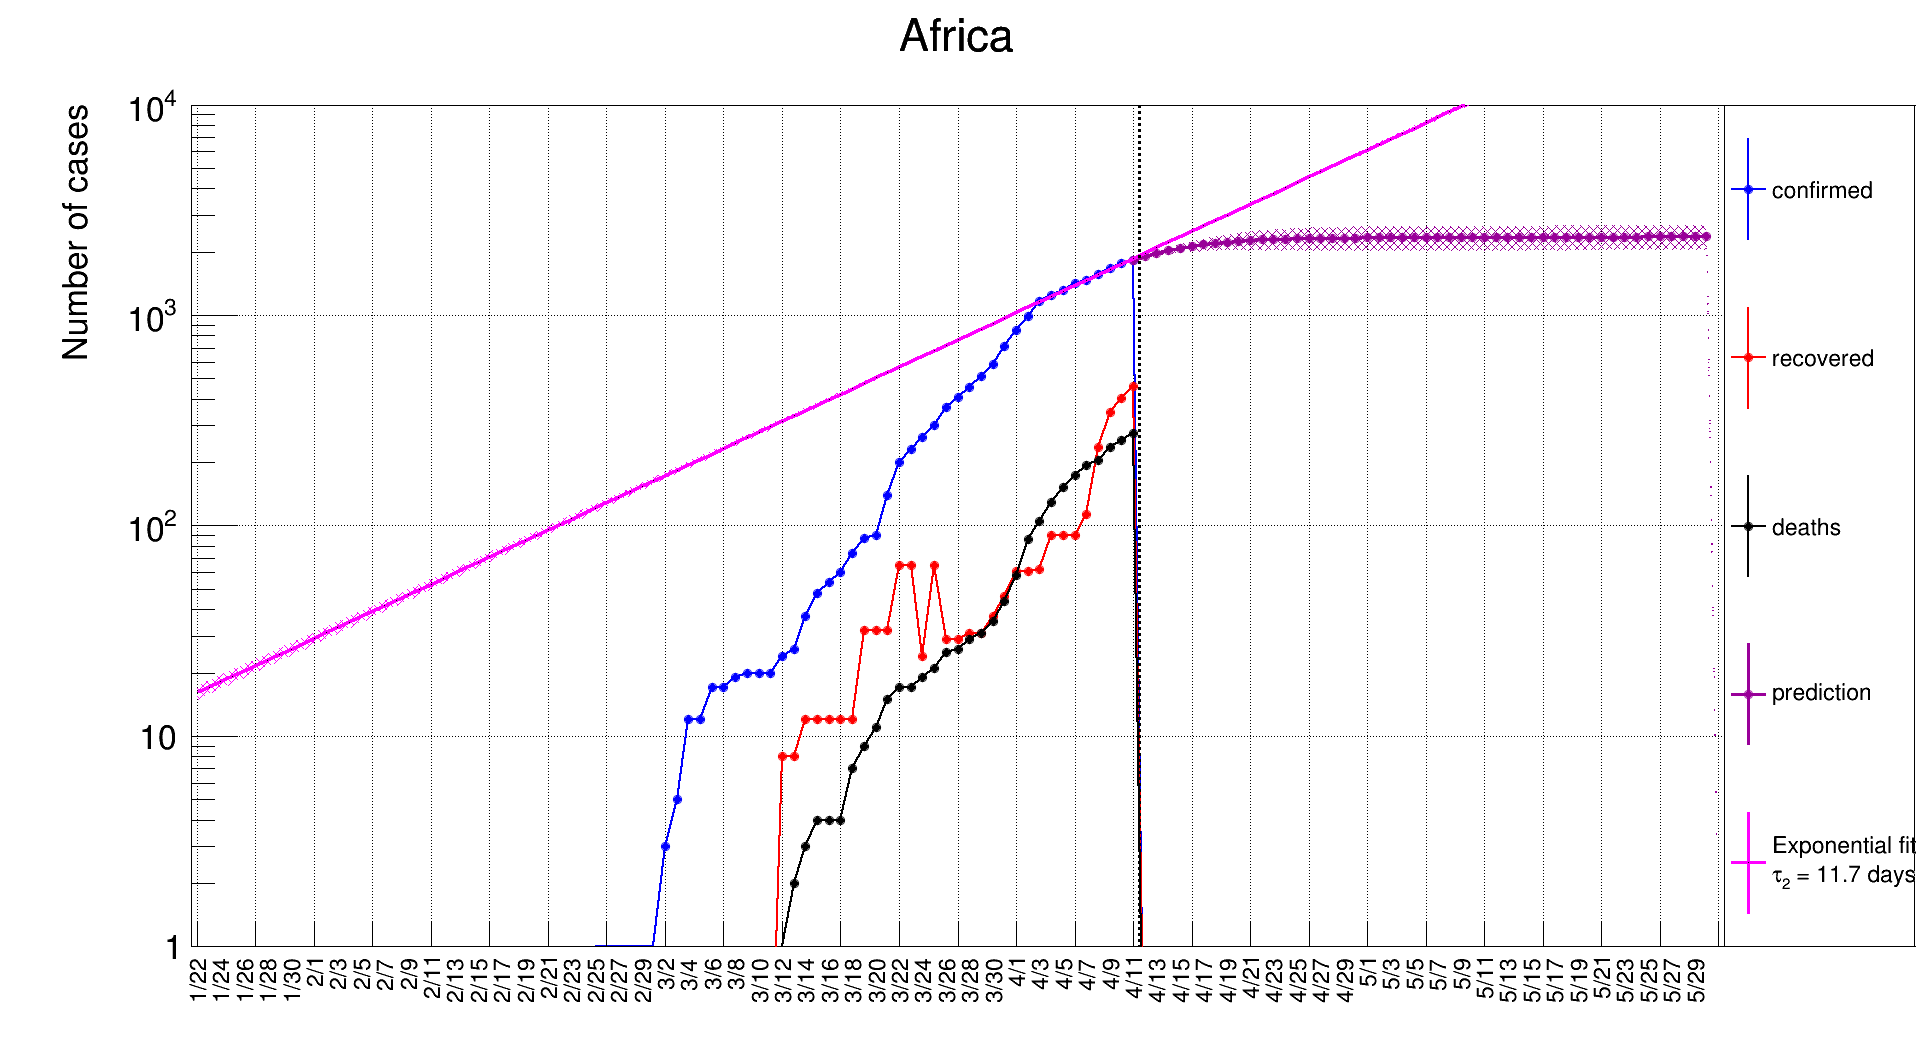 Africa
Number of cases
10⁴
10³
10²
10
1
1/22 1/24 1/26 1/28 1/30 2/1 2/3 2/5 2/7 2/9 2/11 2/13 2/15 2/17 2/19 2/21 2/23 2/25 2/27 2/29 3/2 3/4 3/6 3/8 3/10 3/12 3/14 3/16 3/18 3/20 3/22 3/24 3/26 3/28 3/30 4/1 4/3 4/5 4/7 4/9 4/11 4/13 4/15 4/17 4/19 4/21 4/23 4/25 4/27 4/29 5/1 5/3 5/5 5/7 5/9 5/11 5/13 5/15 5/17 5/19 5/21 5/23 5/25 5/27 5/29
confirmed
recovered
deaths
prediction
Exponential fit
τ₂ = 11.7 days